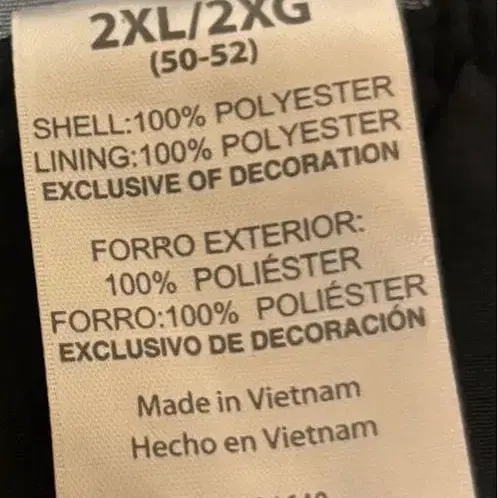 2XL/2XG
(50-52)
SHELL:100% POLYESTER
LINING:100% POLYESTER
EXCLUSIVE OF DECORATION
FORRO EXTERIOR:
100% POLIÉSTER
FORRO:100% POLIÉSTER
EXCLUSIVO DE DECORACIÓN
Made in Vietnam
Hecho en Vietnam